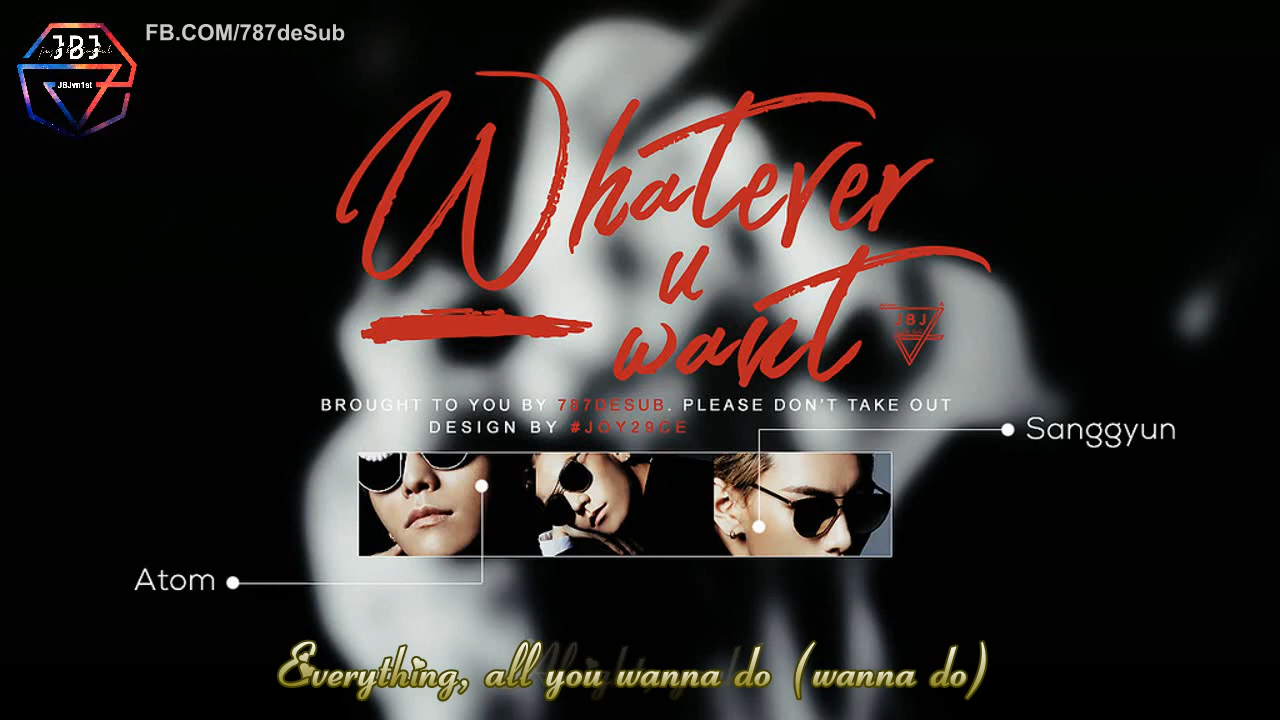 JBJ
JBJvn1st
FB.COM/787deSub
Whatever
u
want
JBJ
BROUGHT TO YOU BY 787DESUB. PLEASE DON'T TAKE OUT
DESIGN BY #JOY29CE
Sanggyun
Atom
Everything, all you wanna do (wanna do)